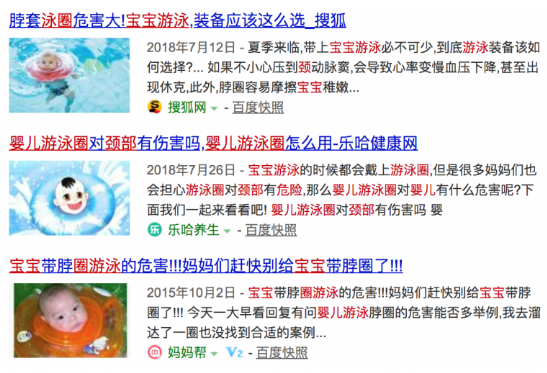 脖套泳圈危害大!宝宝游泳,装备应该这么选_搜狐
2018年7月12日 - 夏季来临,带上宝宝游泳必不可少,到底游泳装备该如
何选择?... 如果不小心压到颈动脉窦,会导致心率变慢血压下降,甚至出
现休克,此外,脖圈容易摩擦宝宝稚嫩...
搜狐网 - 百度快照
婴儿游泳圈对颈部有伤害吗,婴儿游泳圈怎么用-乐哈健康网
2018年7月26日 - 宝宝游泳的时候都会戴上游泳圈,但是很多妈妈们也
会担心游泳圈对颈部有危险,那么婴儿游泳圈对婴儿有什么危害呢?下
面我们一起来看看吧! 婴儿游泳圈对颈部有伤害吗 婴
乐哈养生 - 百度快照
宝宝带脖圈游泳的危害!!!妈妈们赶快别给宝宝带脖圈了!!!
2015年10月2日 - 宝宝带脖圈游泳的危害!!!妈妈们赶快别给宝宝带脖
圈了!!! 今天一大早看回复有问婴儿游泳脖圈的危害能否多举例,我去溜
达了一圈也没找到合适的案例...
妈妈帮 V2 - 百度快照